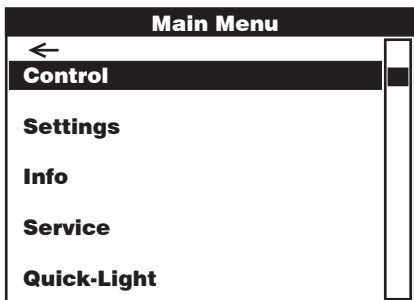 Main Menu
←
Control
Settings
Info
Service
Quick-Light